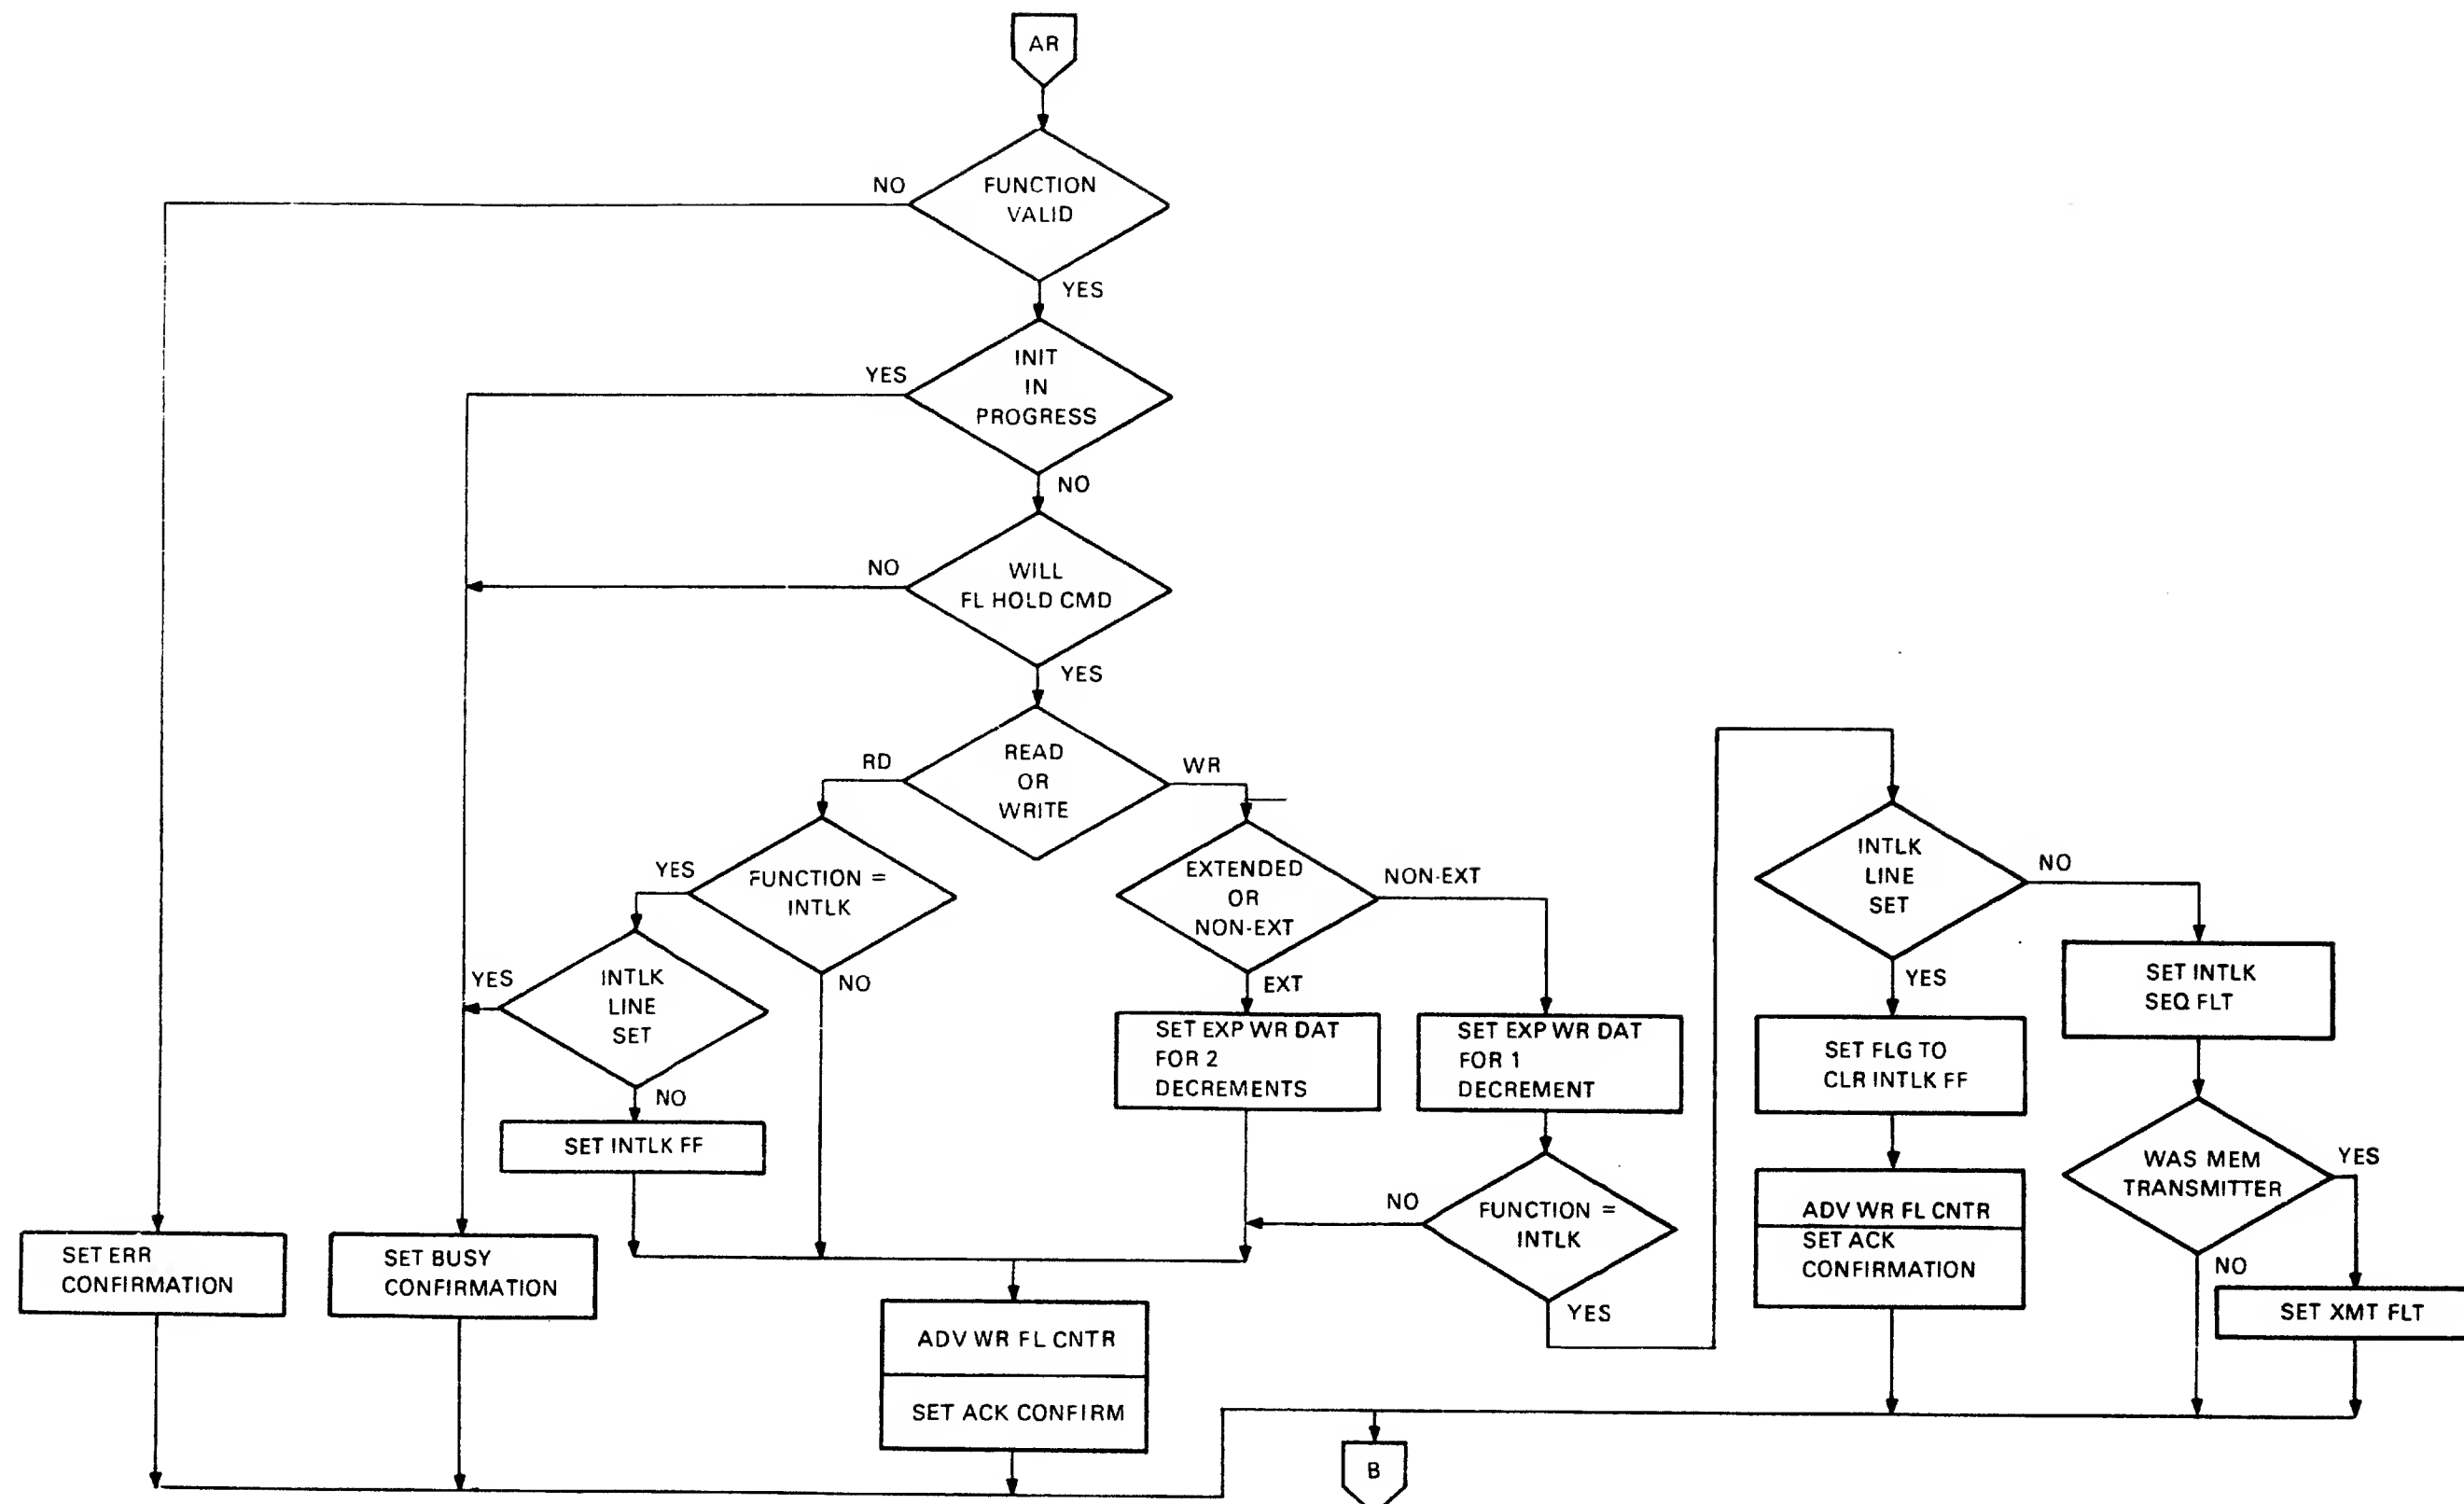 AR
NO
FUNCTION
VALID
YES
YES
INIT
IN
PROGRESS
NO
NO
WILL
FL HOLD CMD
YES
RD
READ
OR
WRITE
WR
YES
FUNCTION =
INTLK
NO
EXTENDED
OR
NON-EXT
NON-EXT
EXT
YES
INTLK
LINE
SET
NO
SET INTLK FF
SET EXP WR DAT
FOR 2
DECREMENTS
SET EXP WR DAT
FOR 1
DECREMENT
NO
FUNCTION =
INTLK
YES
INTLK
LINE
SET
NO
YES
SET INTLK
SEQ FLT
SET FLG TO
CLR INTLK FF
WAS MEM
TRANSMITTER
YES
NO
ADV WR FL CNTR
SET ACK
CONFIRMATION
SET XMT FLT
SET ERR
CONFIRMATION
SET BUSY
CONFIRMATION
ADV WR FL CNTR
SET ACK CONFIRM
B